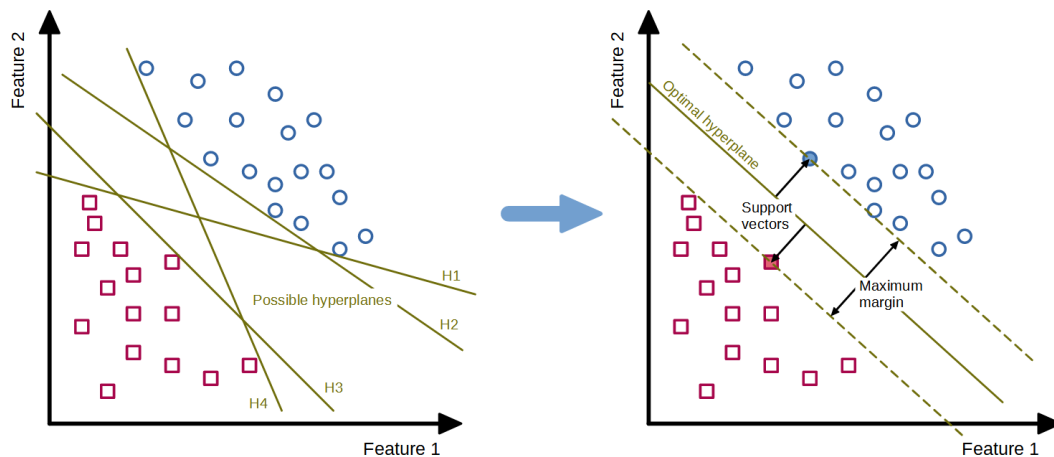 Feature 2
H1
Possible hyperplanes
H2
H3
H4
Feature 1
Feature 2
Optimal hyperplane
Support
vectors
Maximum
margin
Feature 1